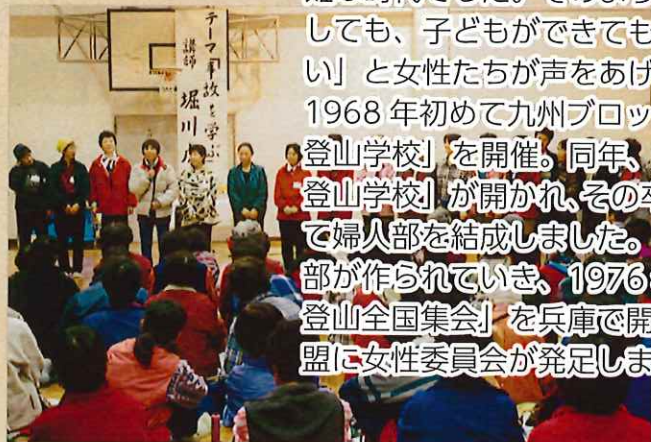 テーマ「事故を学ぶ」
講師 堀川
しても、子どもができても
い」と女性たちが声をあげ
1968年初めて九州ブロッ
登山学校」を開催。同年、
登山学校」が開かれ、その卒
て婦人部を結成しました。
部が作られていき、1976
登山全国集会」を兵庫で開
盟に女性委員会が発足しま